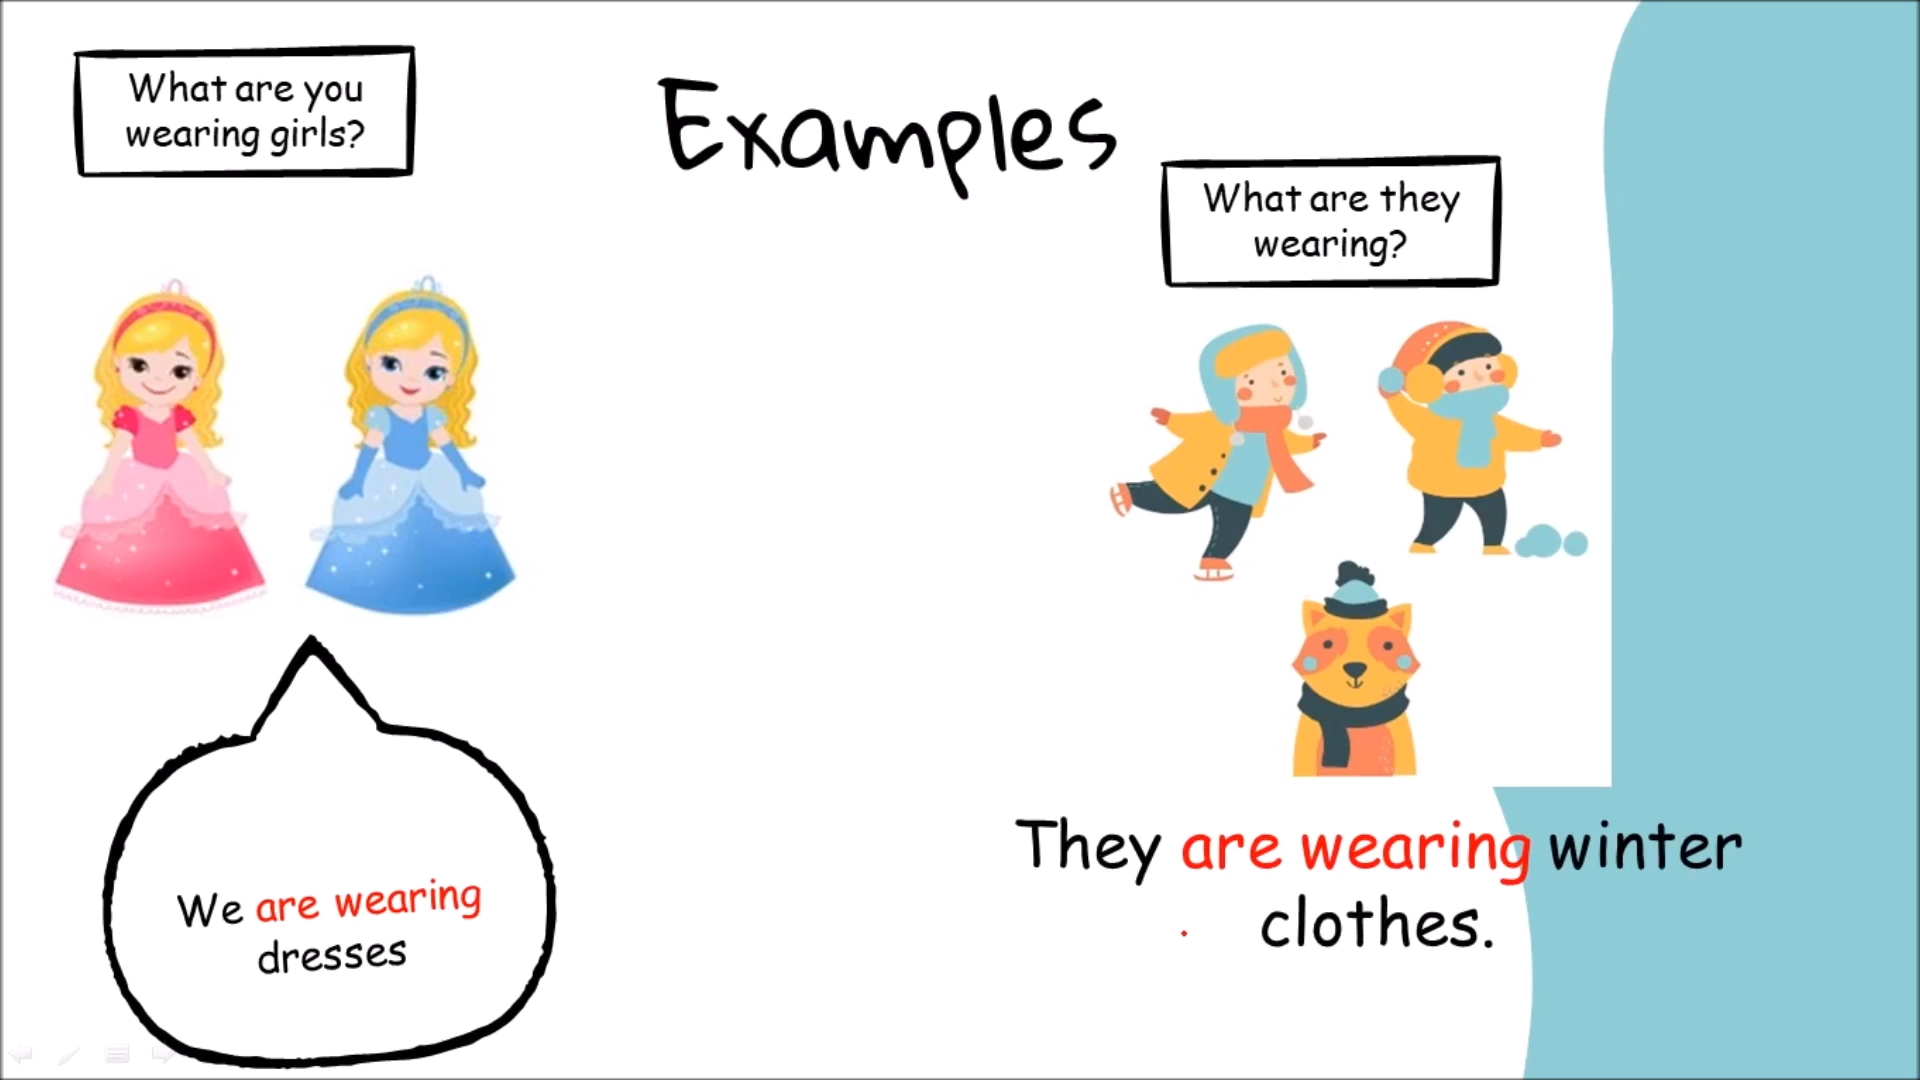 What are you
wearing girls?
Examples
What are they
wearing?
We are wearing
dresses
They are wearing winter
clothes.